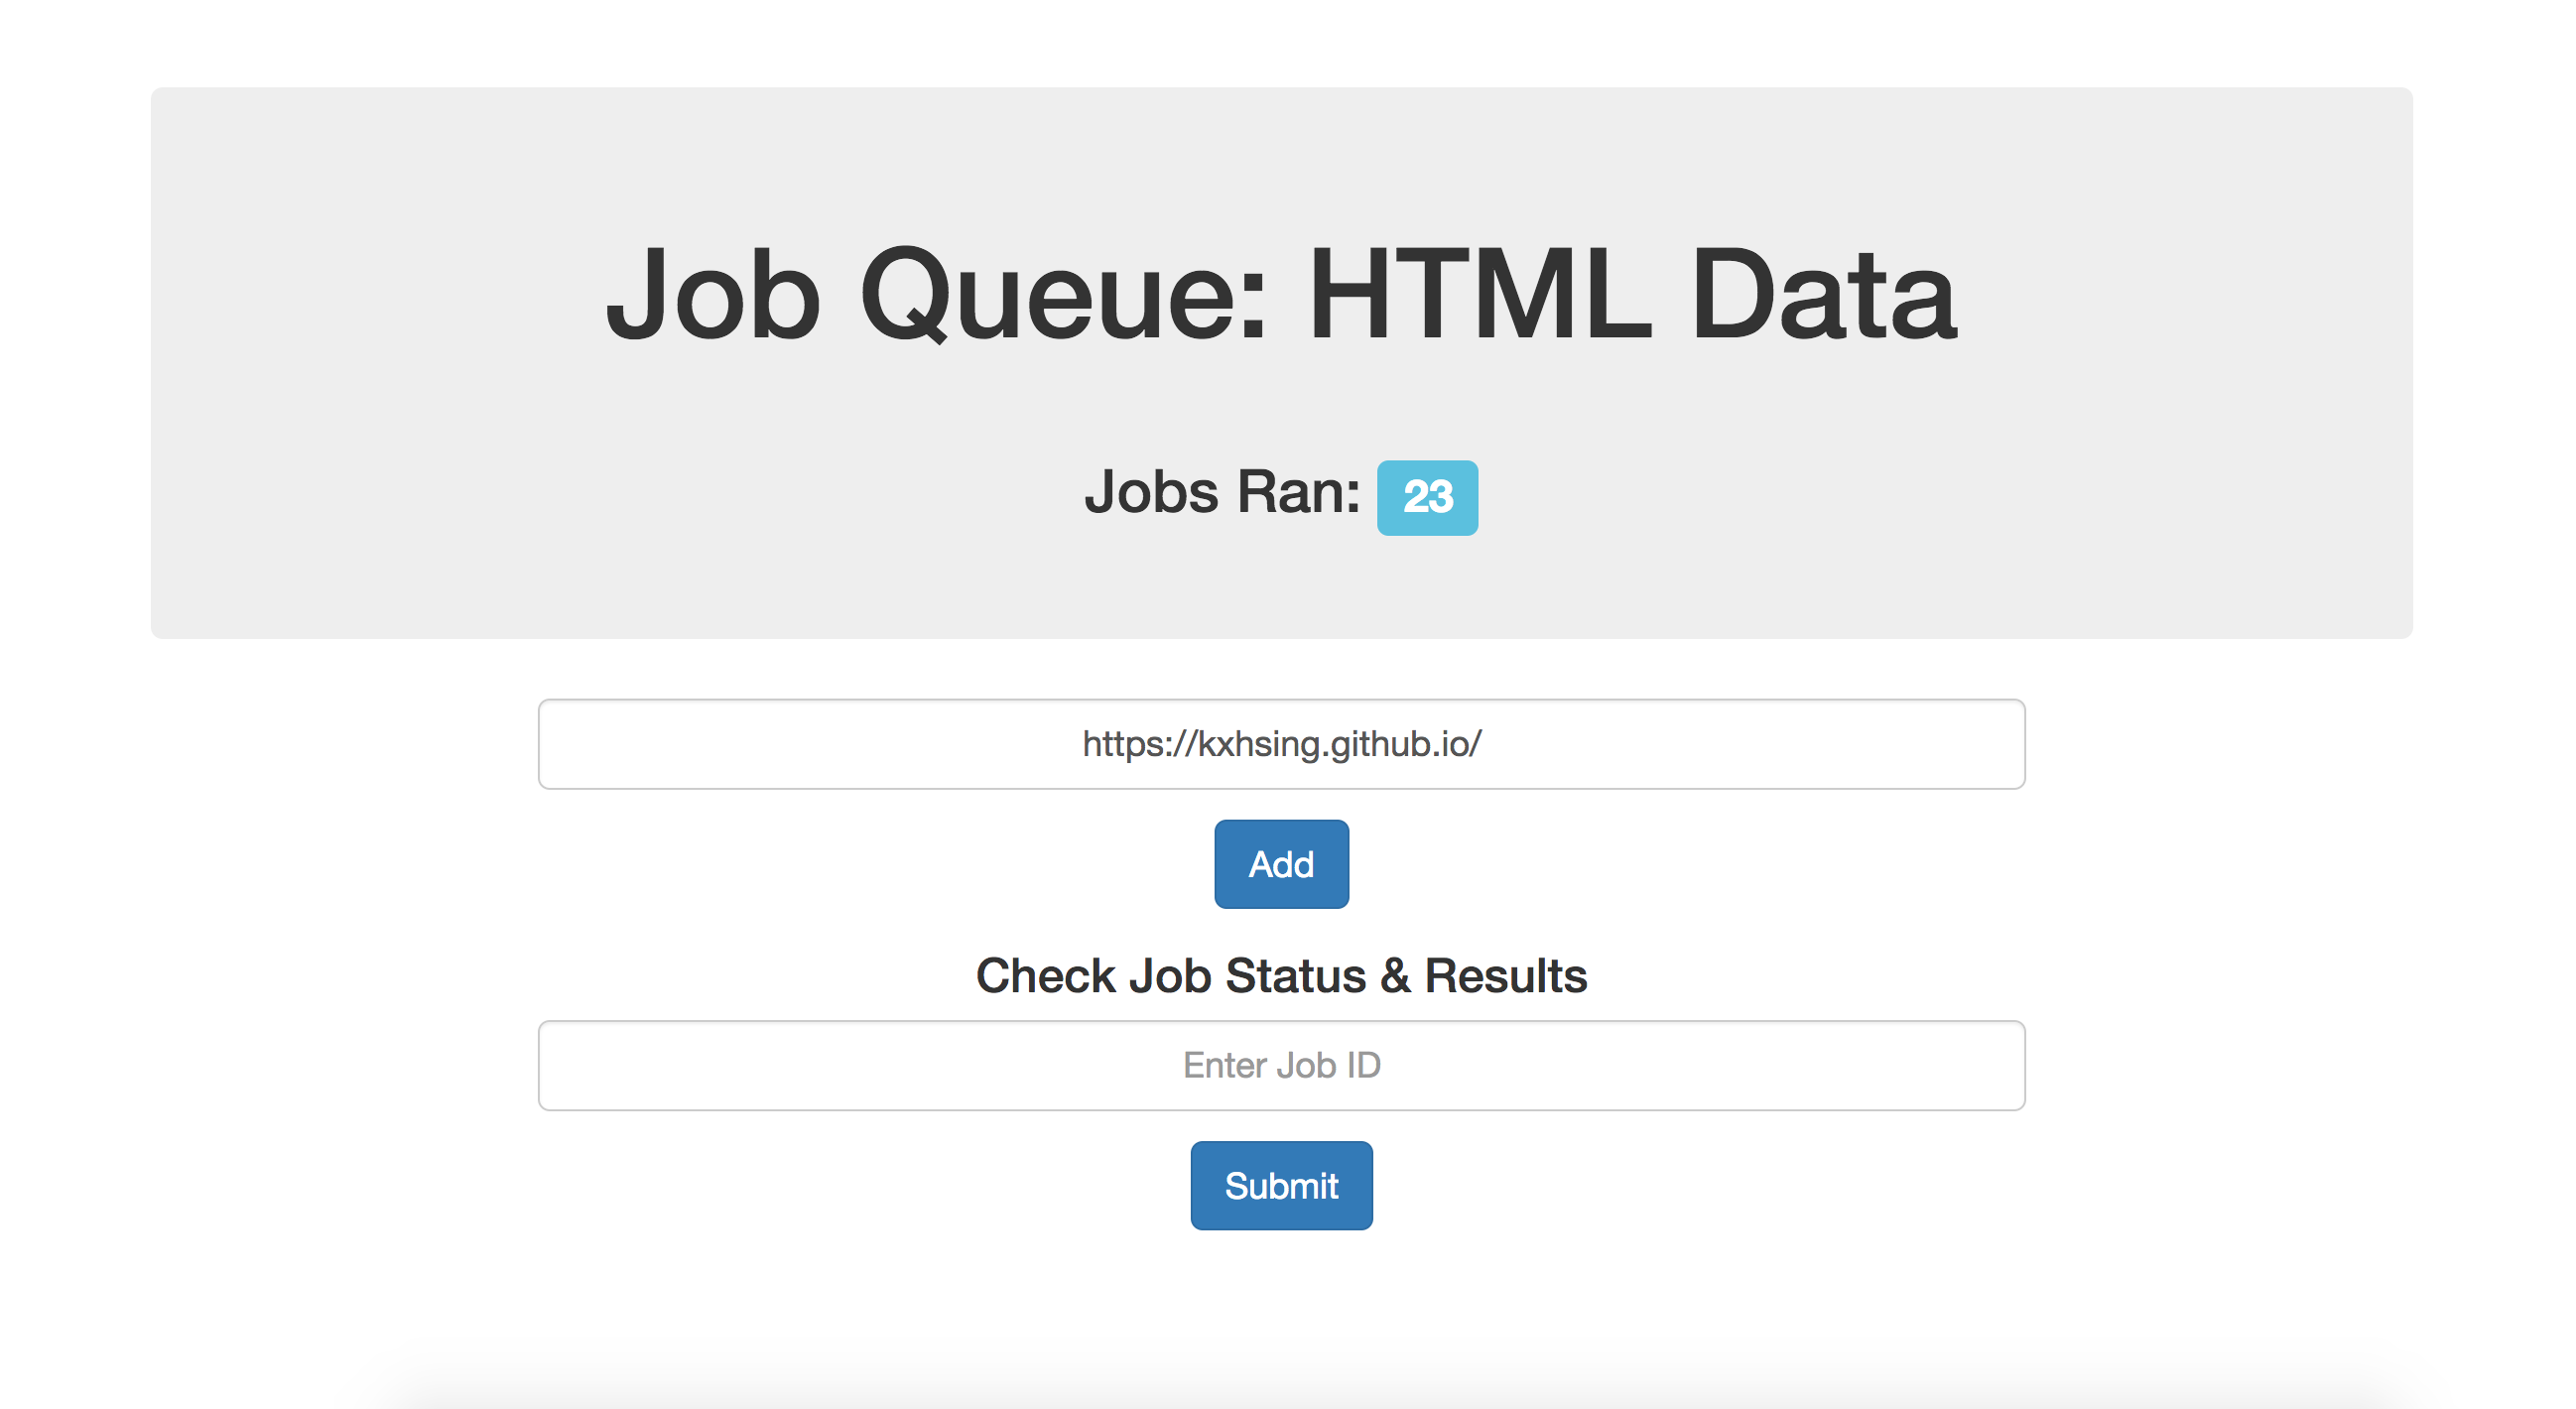 Job Queue: HTML Data
Jobs Ran: 23
https://kxhsing.github.io/
Add
Check Job Status & Results
Enter Job ID
Submit